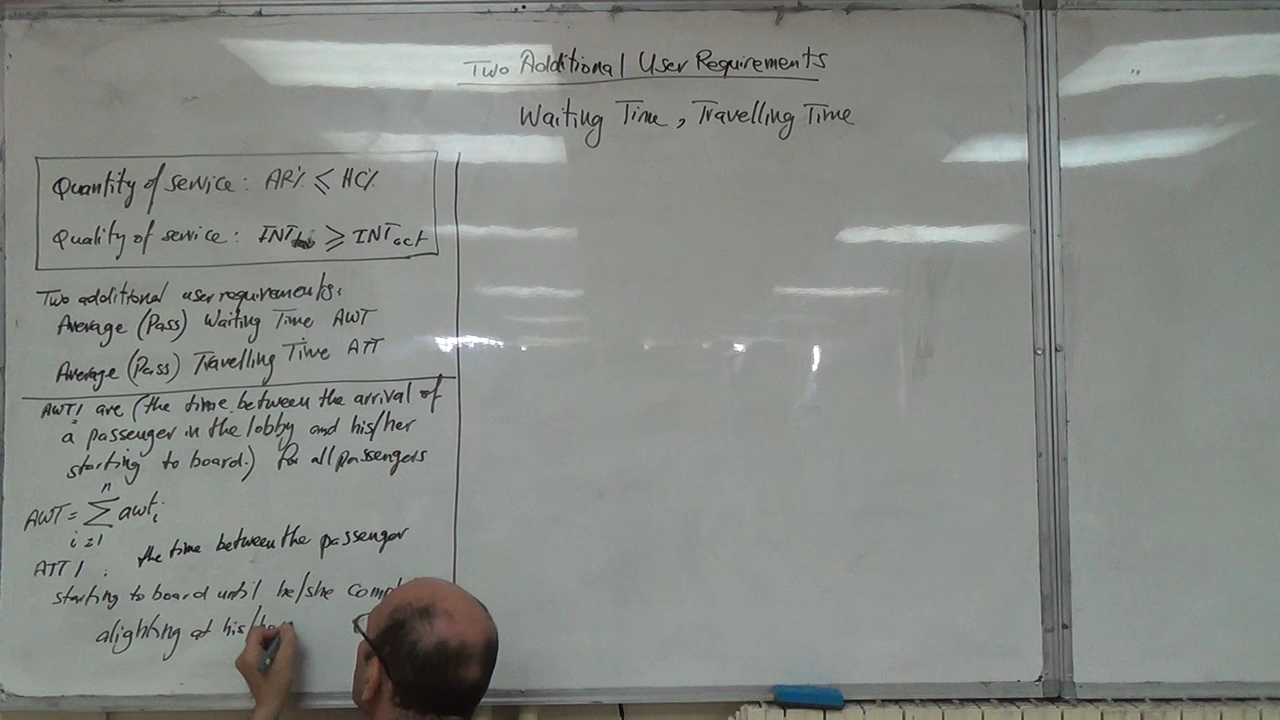 Two Additional User Requirements
Waiting Time, Travelling Time
Quantity of service: AR% ⩽ HC%
Quality of service: INT ⩾ INTact
Two additional user requirements:
Average (Pass) Waiting Time AWT
Average (Pass) Travelling Time ATT
AWT! are (the time between the arrival of
a passenger in the lobby and his/her
starting to board.) for all passengers
n
AWT = ∑ awti
i=1
ATT! : the time between the passenger
starting to board until he/she
alighting at his/her